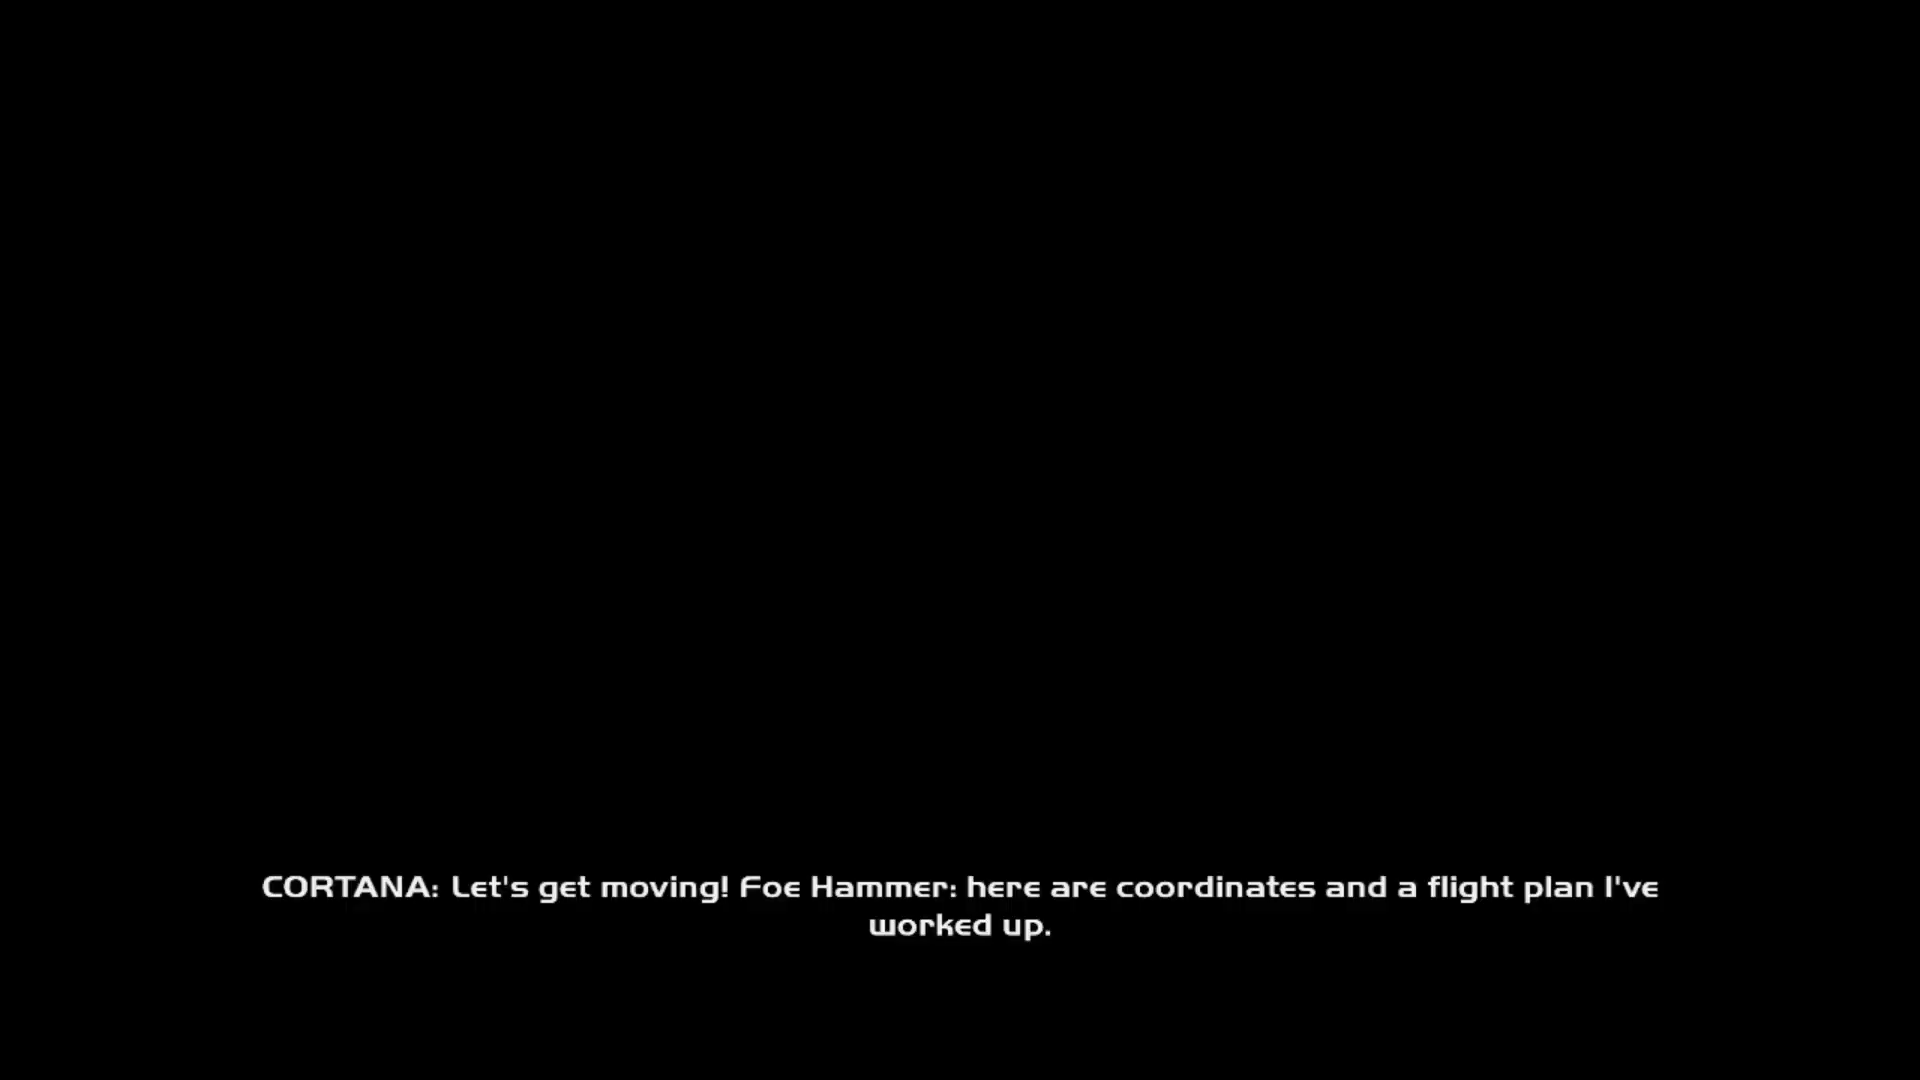 CORTANA: Let's get moving! Foe Hammer: here are coordinates and a flight plan I've
worked up.